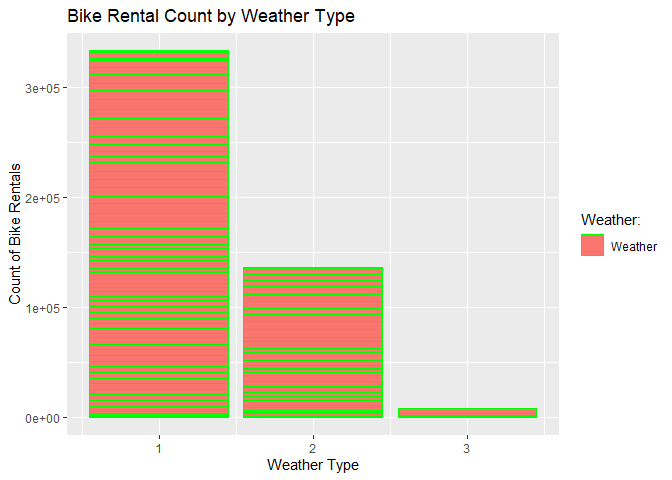 Bike Rental Count by Weather Type
Count of Bike Rentals
3e+05
2e+05
1e+05
0e+00
1 2 3
Weather Type
Weather:
Weather